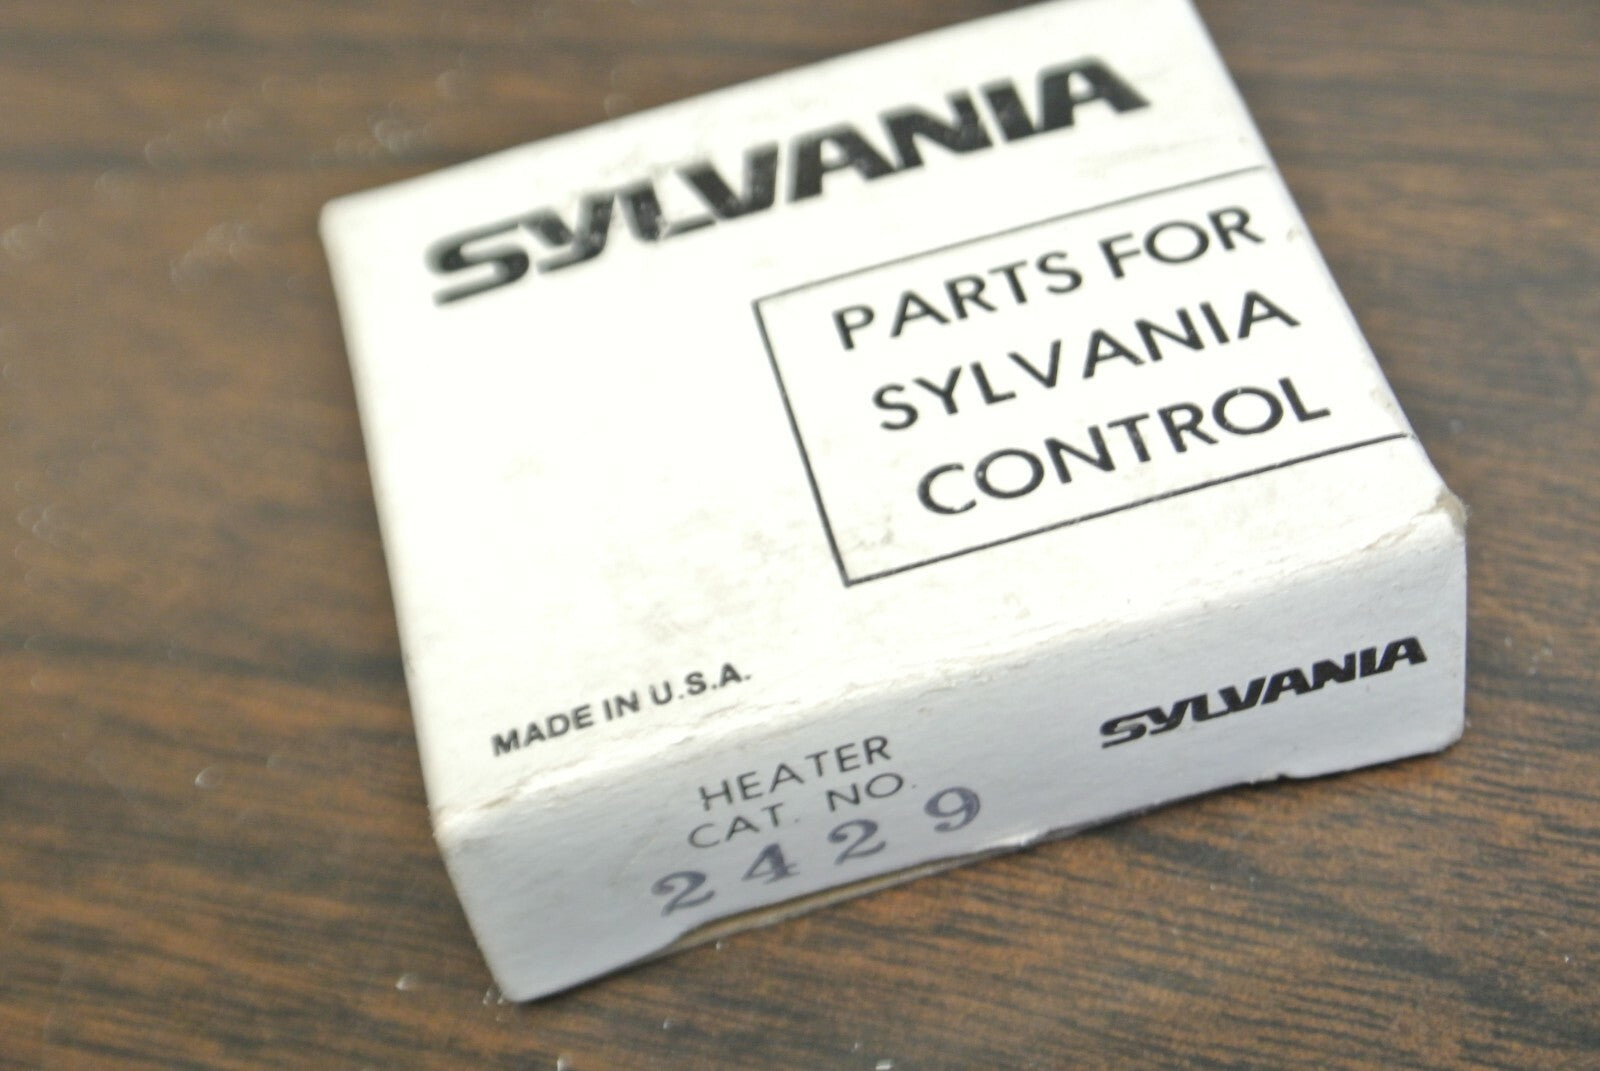 SYLVANIA
PARTS FOR
SYLVANIA
CONTROL
MADE IN U.S.A.
HEATER
CAT. NO.
2429
SYLVANIA